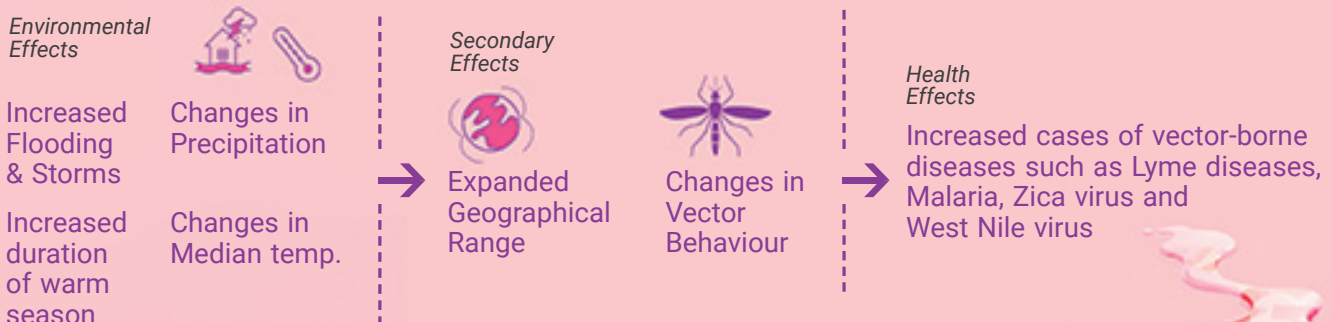 Environmental
Effects
Increased
Flooding
& Storms
Changes in
Precipitation
Increased
duration
of warm
season
Changes in
Median temp.
Secondary
Effects
Expanded
Geographical
Range
Changes in
Vector
Behaviour
Health
Effects
Increased cases of vector-borne
diseases such as Lyme diseases,
Malaria, Zica virus and
West Nile virus